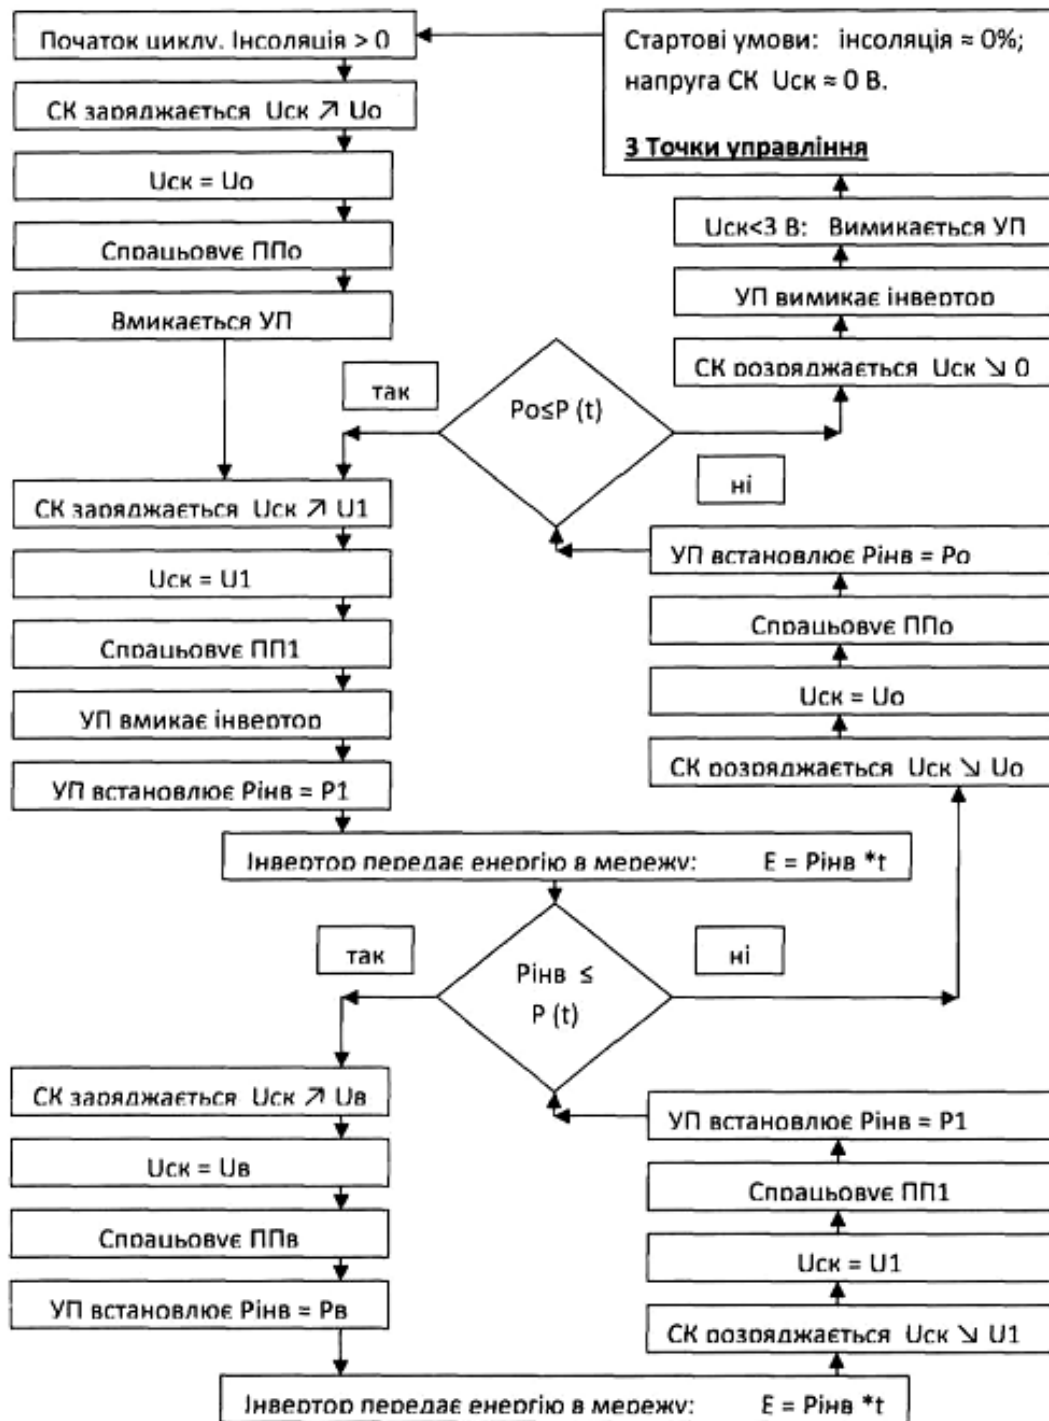 Початок циклу. Інсоляція > 0
СК заряджається Uск ↗ Uo
Uск = Uo
Спрацьовує ППо
Вмикається УП
Стартові умови: інсоляція ≈ 0%;
напруга СК Uск ≈ 0 В.
3 Точки управління
Uск<3 В: Вимикається УП
УП вимикає інвертор
СК розряджається Uск ↘ 0
так
Po≤P (t)
ні
СК заряджається Uск ↗ U1
Uск = U1
Спрацьовує ПП1
УП вмикає інвертор
УП встановлює Рінв = P1
УП встановлює Рінв = Po
Спрацьовує ППо
Uск = Uo
СК розряджається Uск ↘ Uo
Інвертор передає енергію в мережу: E = Рінв *t
так
Рінв ≤
P (t)
ні
СК заряджається Uск ↗ Uв
Uск = Uв
Спрацьовує ППв
УП встановлює Рінв = Рв
УП встановлює Рінв = P1
Спрацьовує ПП1
Uск = U1
СК розряджається Uск ↘ U1
Інвертор передає енергію в мережу: E = Рінв *t